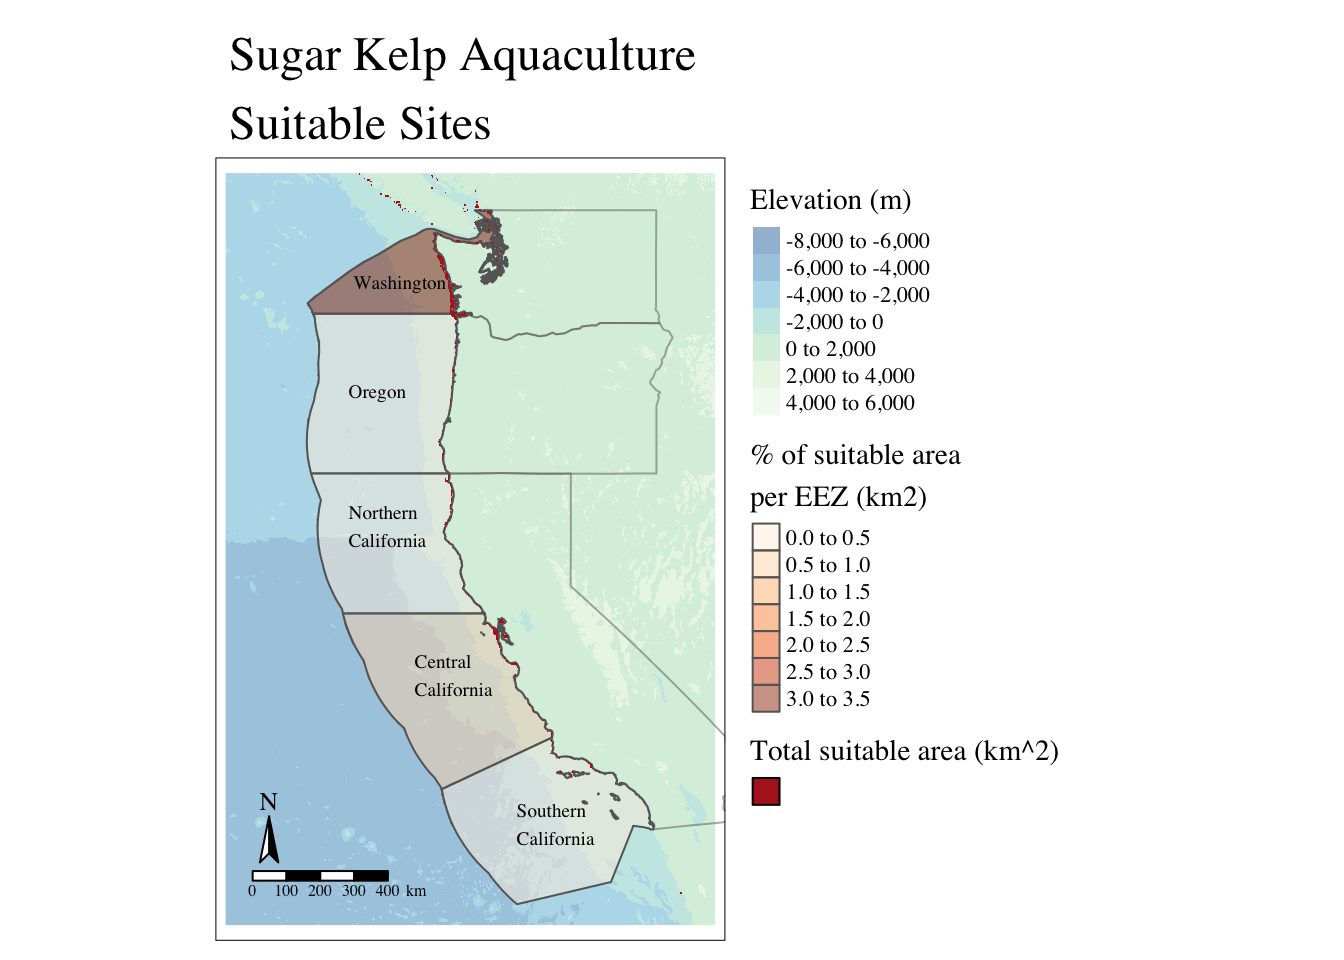 Sugar Kelp Aquaculture
Suitable Sites
Washington
Oregon
Northern
California
Central
California
Southern
California
N
0 100 200 300 400 km
Elevation (m)
-8,000 to -6,000
-6,000 to -4,000
-4,000 to -2,000
-2,000 to 0
0 to 2,000
2,000 to 4,000
4,000 to 6,000
% of suitable area
per EEZ (km2)
0.0 to 0.5
0.5 to 1.0
1.0 to 1.5
1.5 to 2.0
2.0 to 2.5
2.5 to 3.0
3.0 to 3.5
Total suitable area (km^2)